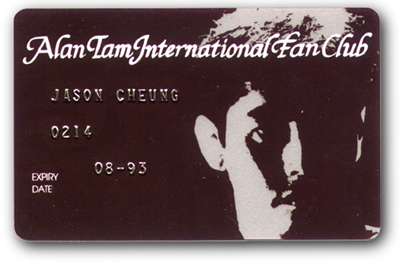 Alan Tam International Fan Club
JASON CHEUNG
0214
08-93
EXPIRY
DATE